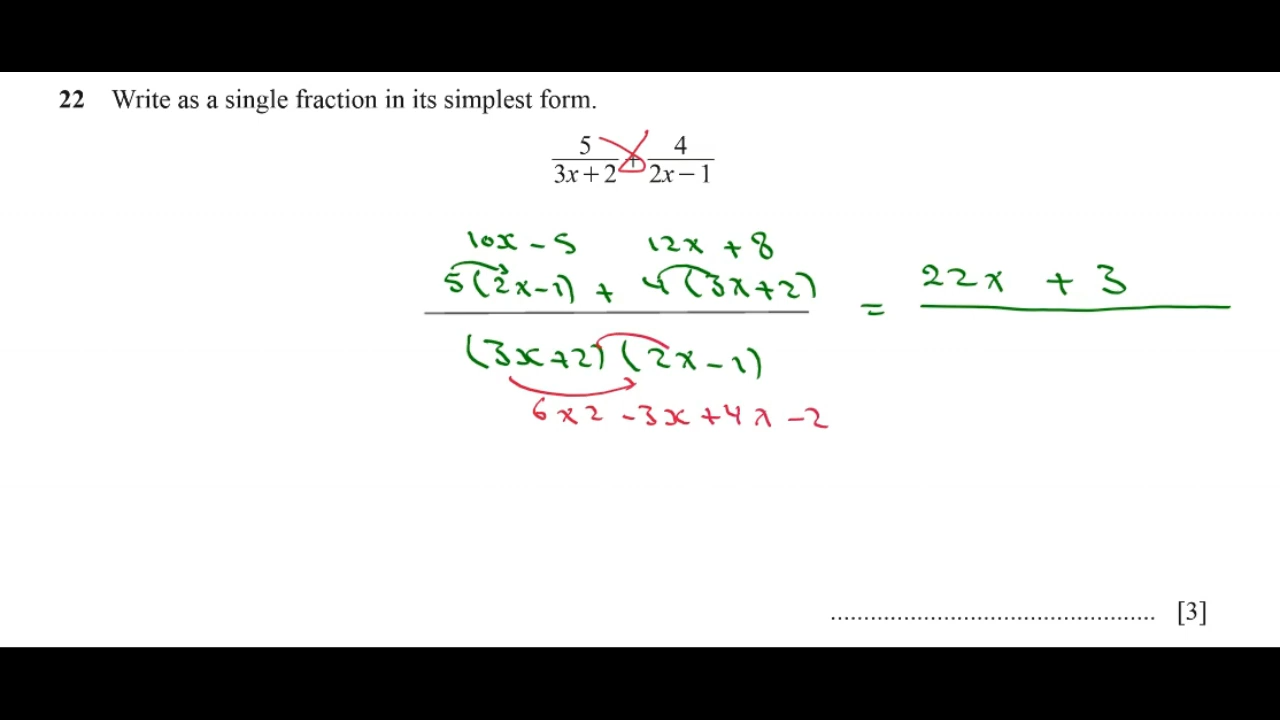 22 Write as a single fraction in its simplest form.
5 4
+
3x+2 2x−1
10x - 5 12x + 8
5(2x-1) + 4(3x+2) = 22x + 3
(3x+2)(2x-1)
6x2 -3x +4x -2
[3]